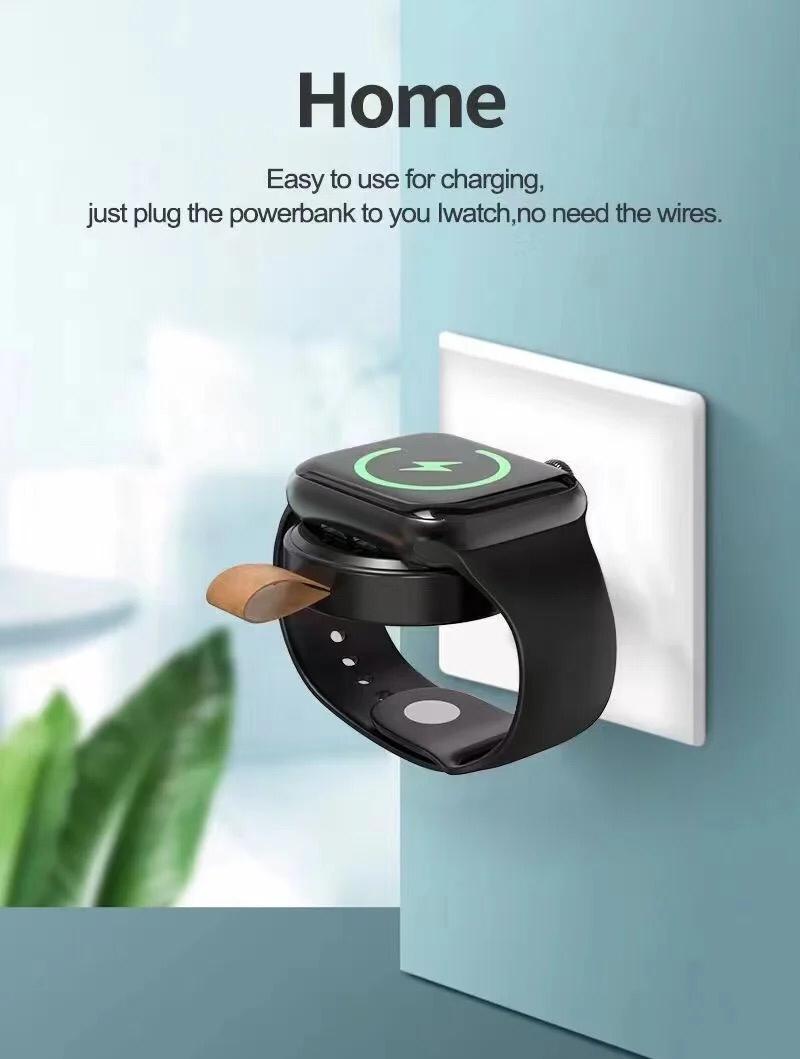 Home
Easy to use for charging,
just plug the powerbank to you Iwatch,no need the wires.